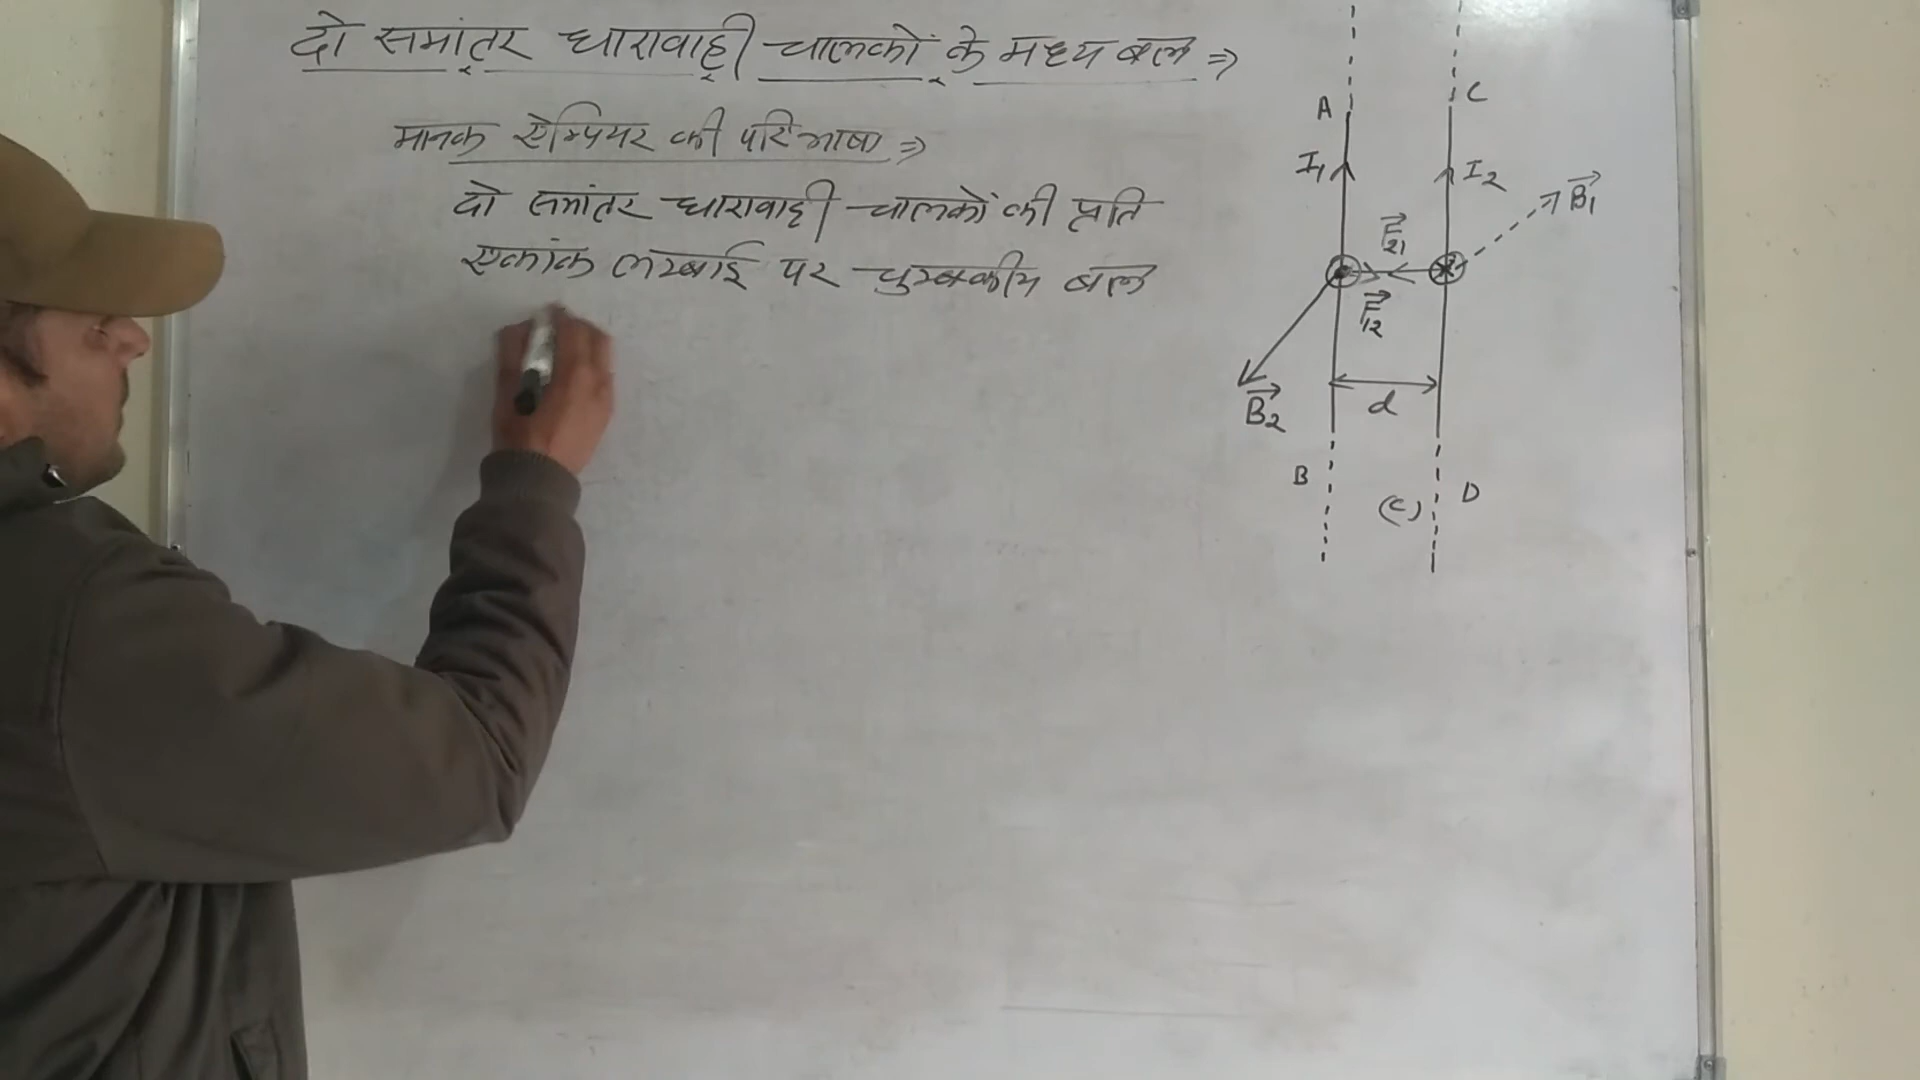 दो समांतर धारावाही चालकों के मध्य बल ⇒
मानक ऐम्पियर की परिभाषा ⇒
दो समांतर धारावाही चालकों की प्रति
एकांक लम्बाई पर चुम्बकीय बल
A C
I1 I2
B⃗1
F⃗21
F⃗12
d
B⃗2
B D
(c)